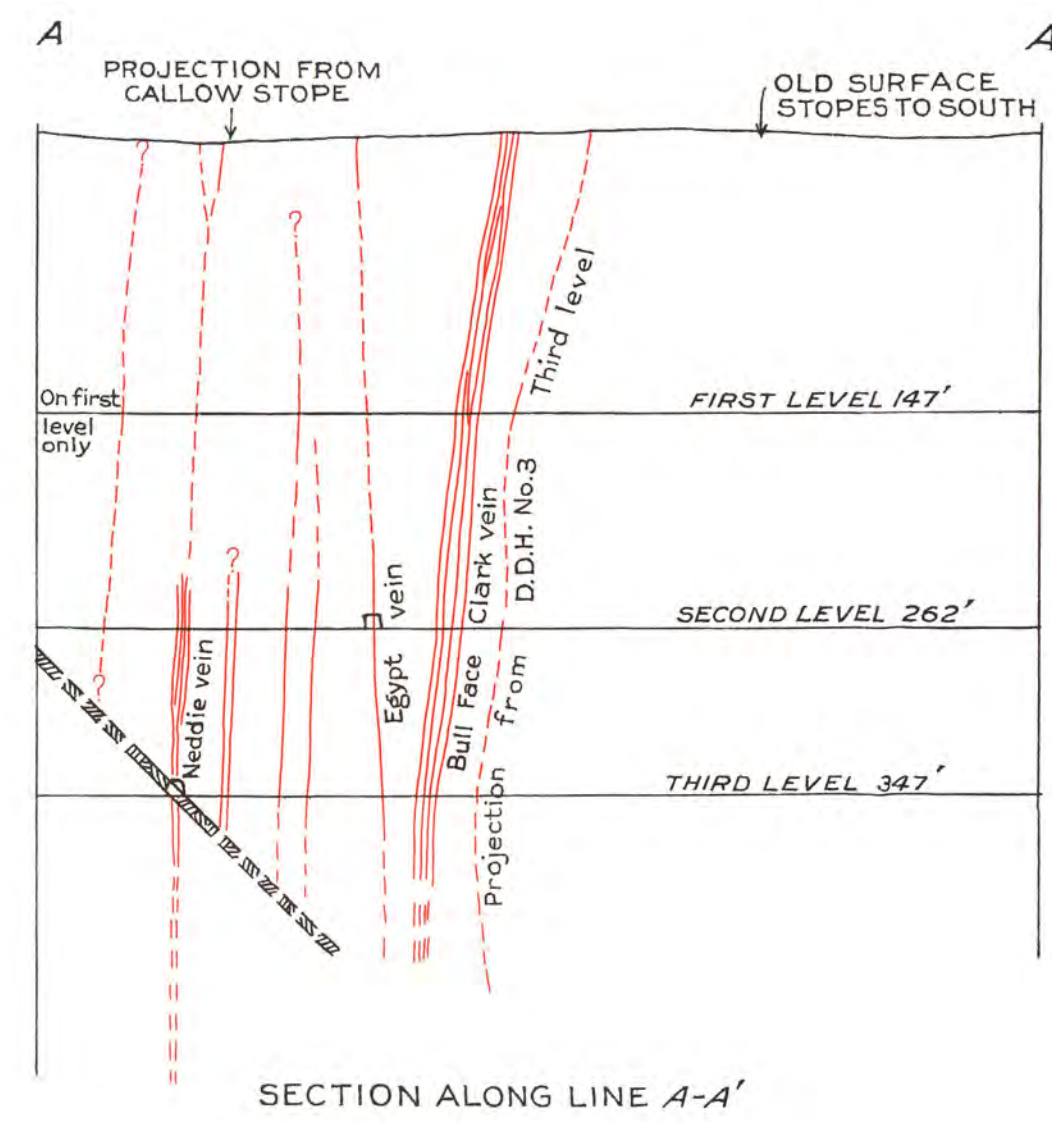 A
A
PROJECTION FROM
CALLOW STOPE
OLD SURFACE
STOPES TO SOUTH
?
?
Third level
On first
level
only
FIRST LEVEL 147'
D.D.H. No.3
Clark vein
?
vein
SECOND LEVEL 262'
Neddie vein
Egypt
Bull Face
from
?
THIRD LEVEL 347'
Projection
SECTION ALONG LINE A-A'